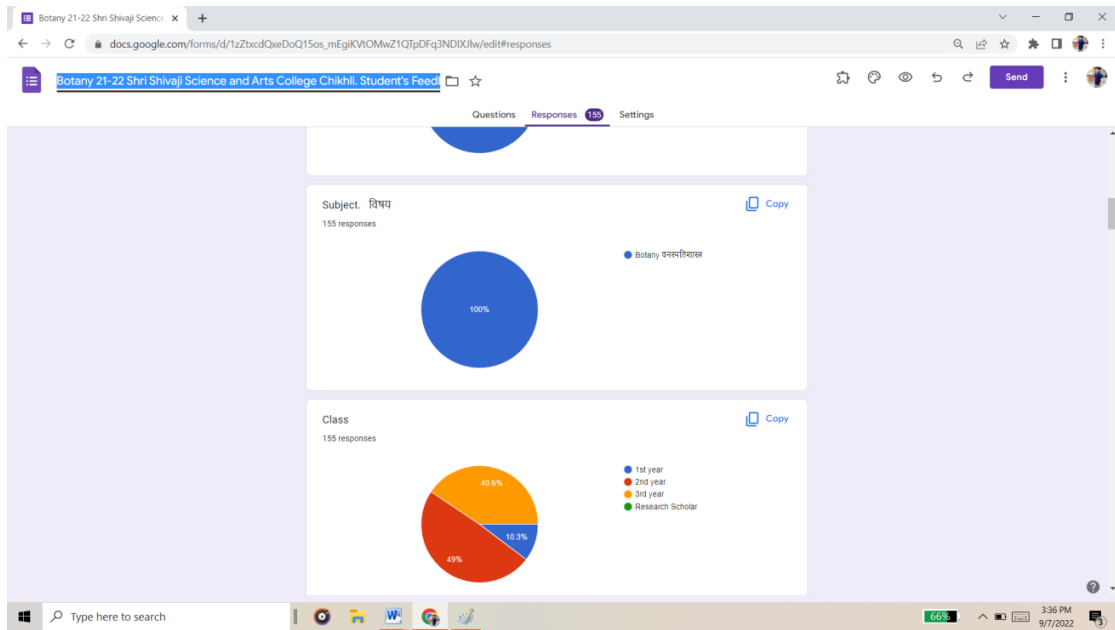 Botany 21-22 Shri Shivaji Science
docs.google.com/forms/d/1zZtxcdQxeDoQ15os_mEgiKVtOMwZ1QTpDFq3NDIXJlw/edit#responses
Botany 21-22 Shri Shivaji Science and Arts College Chikhli. Student's Feed
Send
Questions Responses 155 Settings
Subject. विषय
Copy
155 responses
Botany वनस्पतिशास्त्र
100%
Class
Copy
155 responses
1st year
2nd year
3rd year
Research Scholar
40.6%
10.3%
49%
Type here to search
66%
3:36 PM
9/7/2022
3